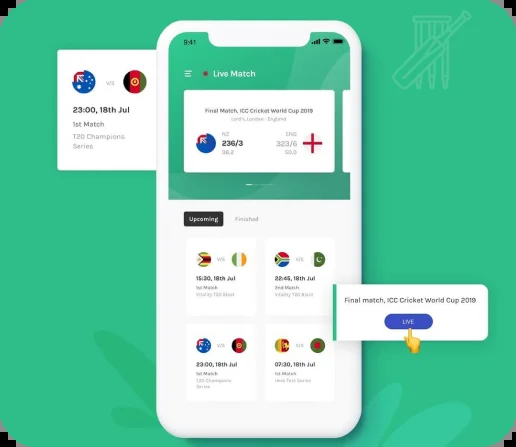 9:41
Live Match
VS
23:00, 18th Jul
1st Match
T20 Champions
Series
Final Match, ICC Cricket World Cup 2019
Lord's, London - England
NZ
236/3
36.2
ENG
323/6
50.0
Upcoming
Finished
VS
15:30, 18th Jul
1st Match
Vitality T20 Blast
VS
22:45, 18th Jul
2nd Match
Vitality T20 Blast
Final match, ICC Cricket World Cup 2019
LIVE
VS
23:00, 18th Jul
1st Match
T20 Champions
Series
VS
07:30, 18th Jul
1st Match
Test Series